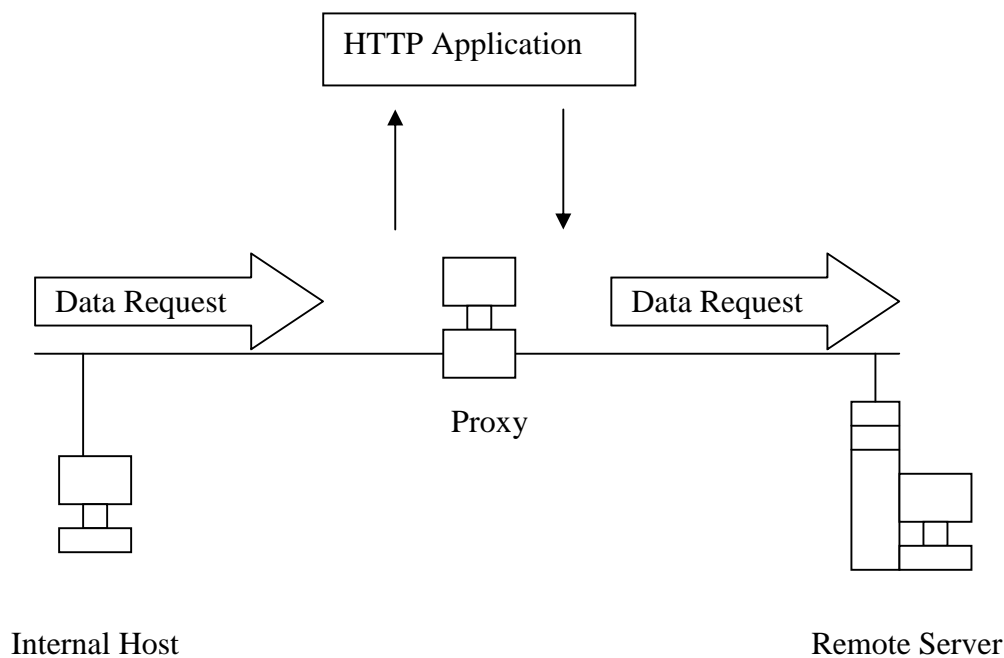 HTTP Application
Data Request
Data Request
Proxy
Internal Host
Remote Server